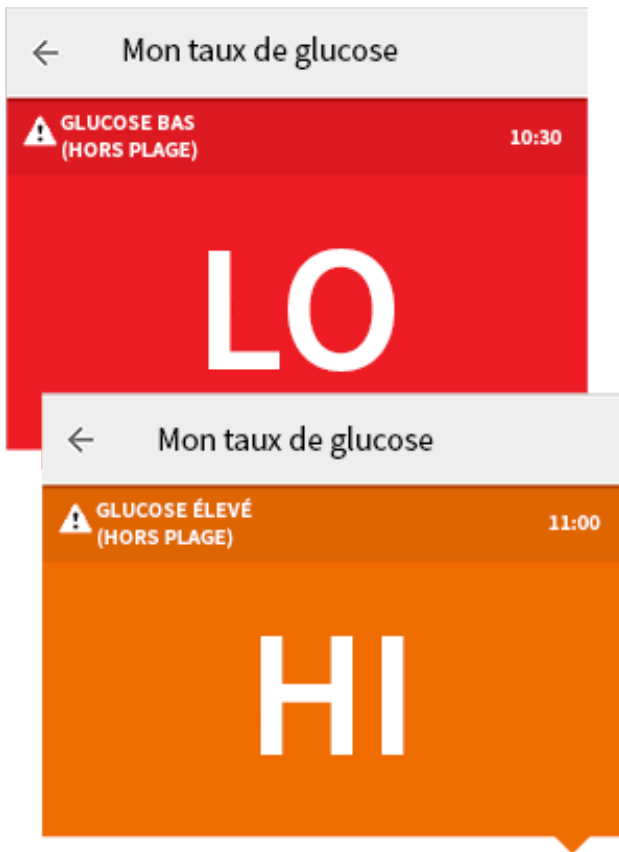 Mon taux de glucose
GLUCOSE BAS
(HORS PLAGE)
10:30
LO
Mon taux de glucose
GLUCOSE ÉLEVÉ
(HORS PLAGE)
11:00
HI